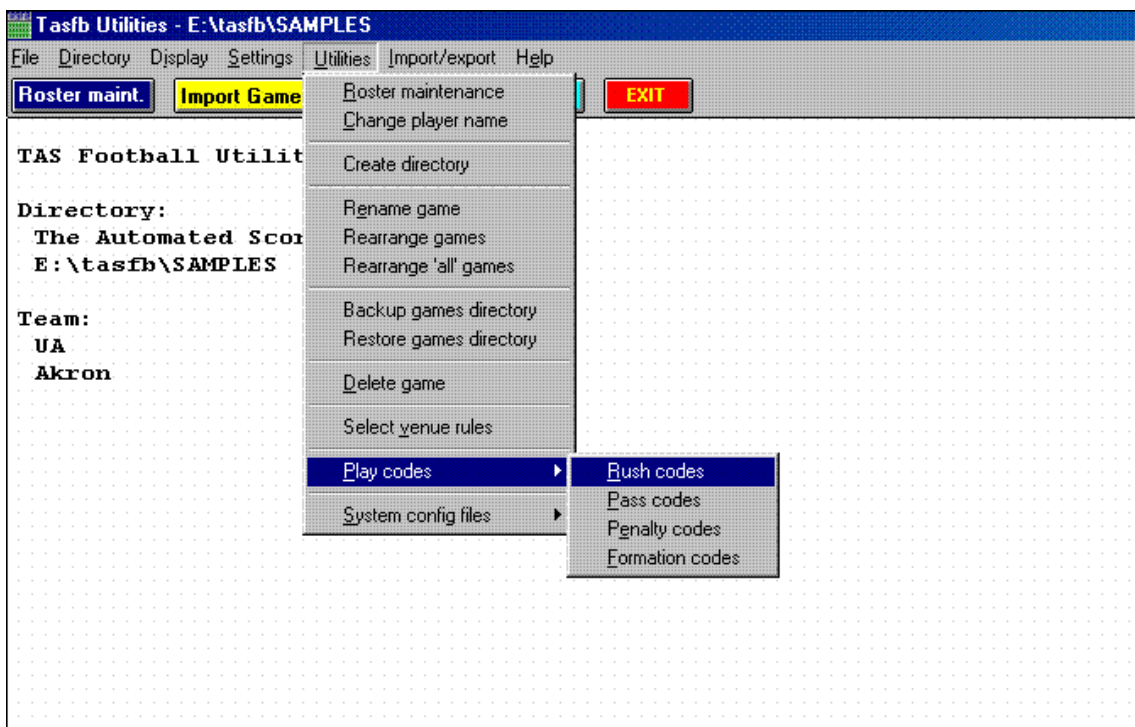 Tasfb Utilities - E:\tasfb\SAMPLES
File Directory Display Settings Utilities Import/export Help
Roster maint. Import Game EXIT
Roster maintenance
Change player name
Create directory
Rename game
Rearrange games
Rearrange 'all' games
Backup games directory
Restore games directory
Delete game
Select venue rules
Play codes
System config files
Rush codes
Pass codes
Penalty codes
Formation codes
TAS Football Utilit
Directory:
The Automated Scor
E:\tasfb\SAMPLES
Team:
UA
Akron